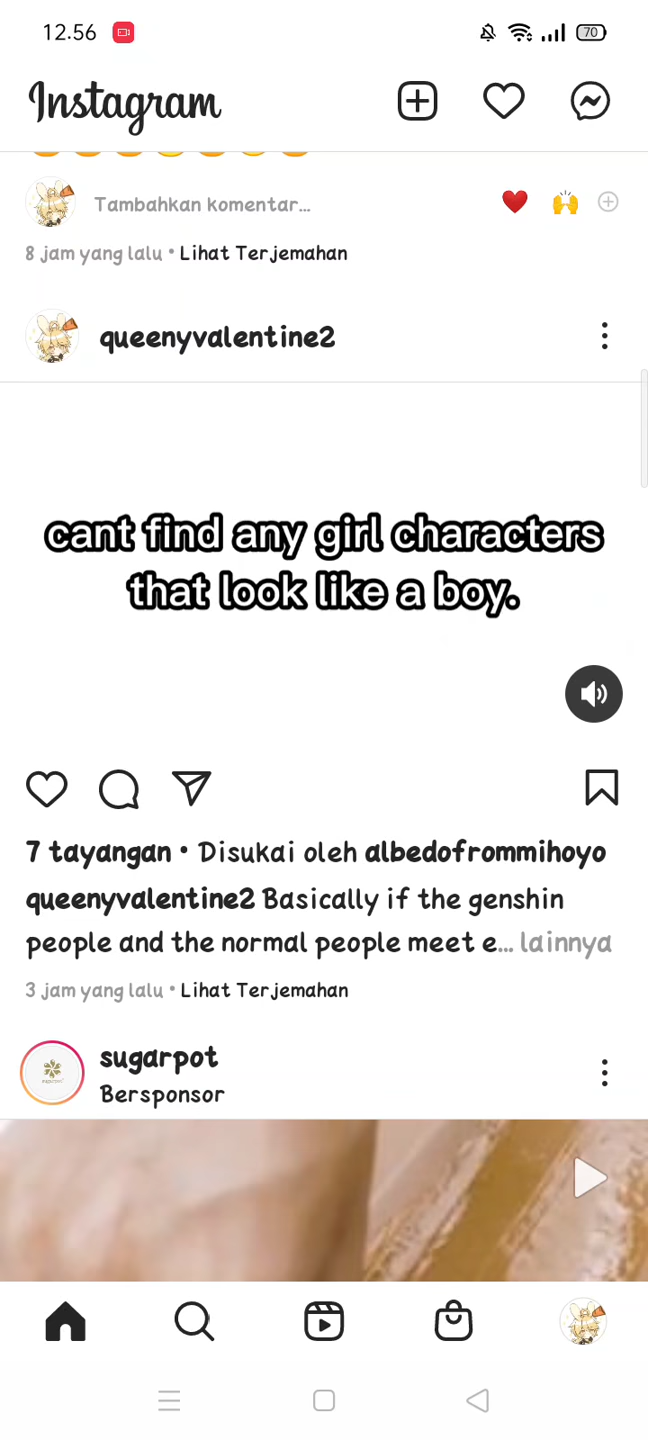 12.56
70
Instagram
Tambahkan komentar...
8 jam yang lalu • Lihat Terjemahan
queenyvalentine2
cant find any girl characters
that look like a boy.
7 tayangan • Disukai oleh albedofrommihoyo
queenyvalentine2 Basically if the genshin
people and the normal people meet e... lainnya
3 jam yang lalu • Lihat Terjemahan
sugarpot
Bersponsor